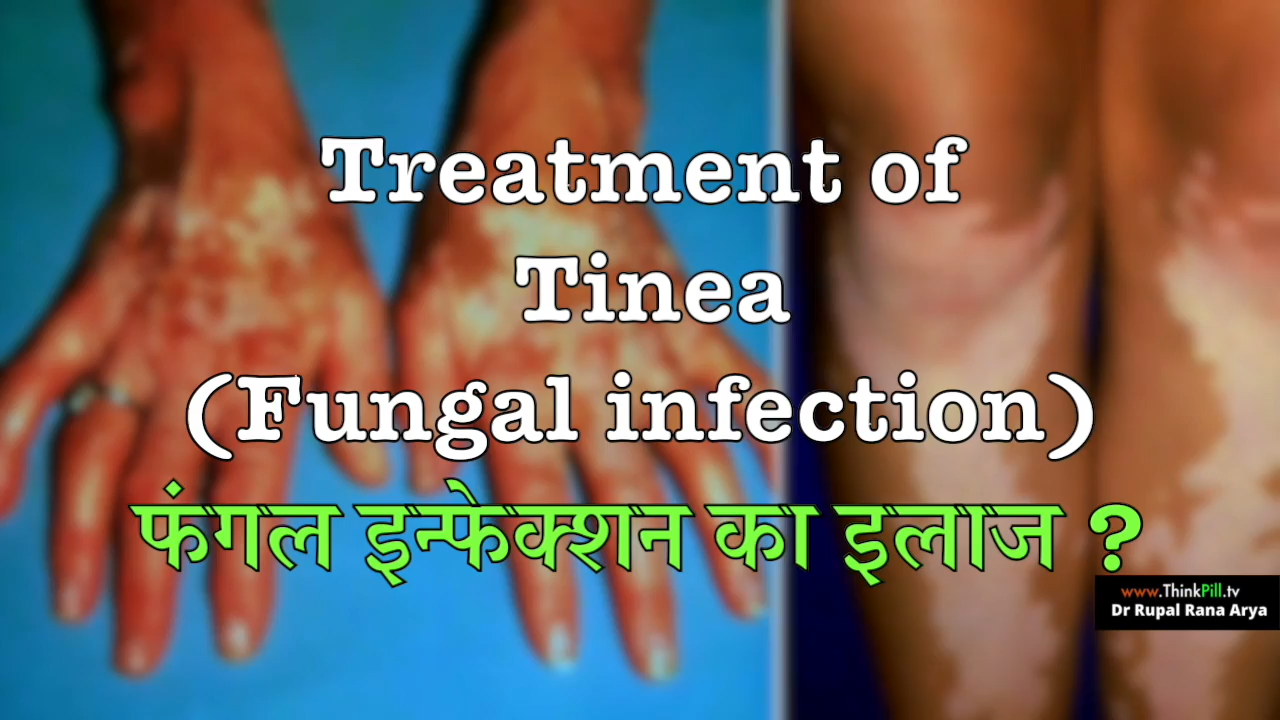 Treatment of
Tinea
(Fungal infection)
फंगल इन्फेक्शन का इलाज ?
www.ThinkPill.tv
Dr Rupal Rana Arya